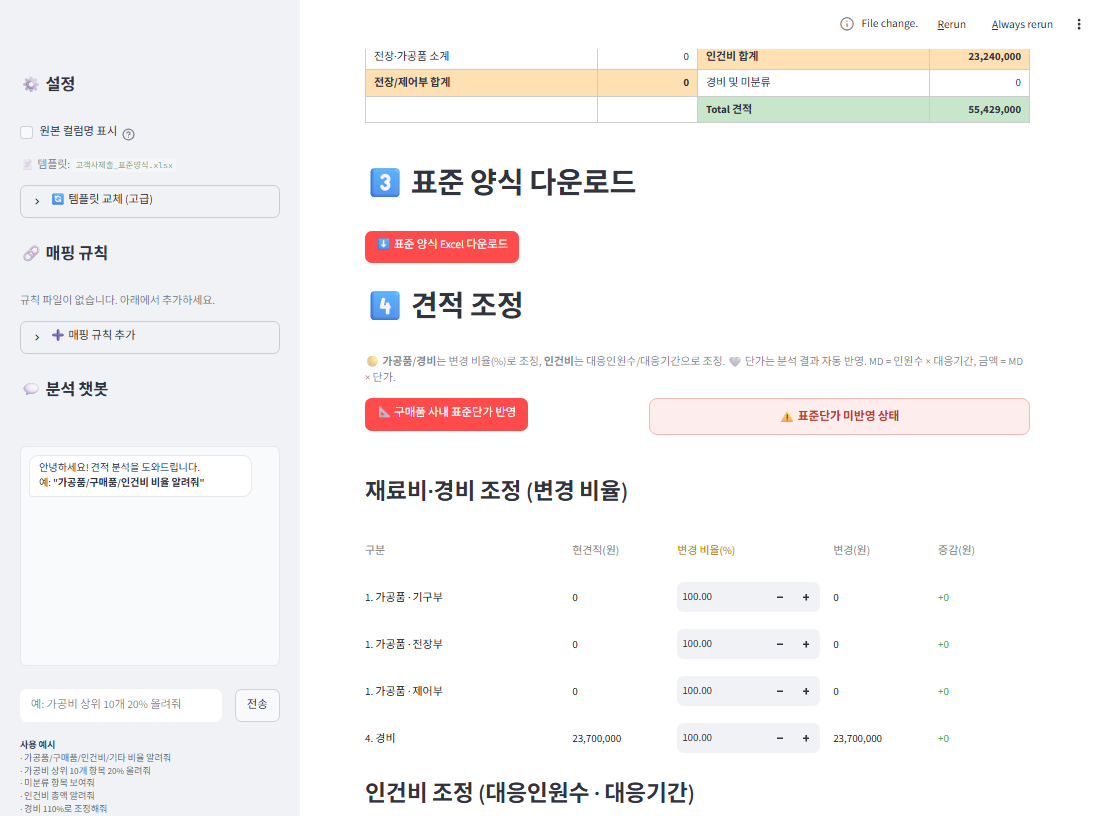 File change. Rerun Always rerun
설정
원본 컬럼명 표시
템플릿: 고객사제출_표준양식.xlsx
템플릿 교체 (고급)
매핑 규칙
규칙 파일이 없습니다. 아래에서 추가하세요.
매핑 규칙 추가
분석 챗봇
안녕하세요! 견적 분석을 도와드립니다.
예: "가공품/구매품/인건비 비율 알려줘"
예: 가공비 상위 10개 20% 올려줘
전송
사용 예시
· 가공품/구매품/인건비/기타 비율 알려줘
· 가공비 상위 10개 항목 20% 올려줘
· 미분류 항목 보여줘
· 인건비 총액 알려줘
· 경비 110%로 조정해줘
전장·가공품 소계 0 인건비 합계 23,240,000
전장/제어부 합계 0 경비 및 미분류 0
Total 견적 55,429,000
3 표준 양식 다운로드
표준 양식 Excel 다운로드
4 견적 조정
가공품/경비는 변경 비율(%)로 조정, 인건비는 대응인원수/대응기간으로 조정. 단가는 분석 결과 자동 반영. MD = 인원수 × 대응기간, 금액 = MD
× 단가.
구매품 사내 표준단가 반영
표준단가 미반영 상태
재료비·경비 조정 (변경 비율)
구분 현견적(원) 변경 비율(%) 변경(원) 증감(원)
1. 가공품 · 기구부 0 100.00 − + 0 +0
1. 가공품 · 전장부 0 100.00 − + 0 +0
1. 가공품 · 제어부 0 100.00 − + 0 +0
4. 경비 23,700,000 100.00 − + 23,700,000 +0
인건비 조정 (대응인원수 · 대응기간)